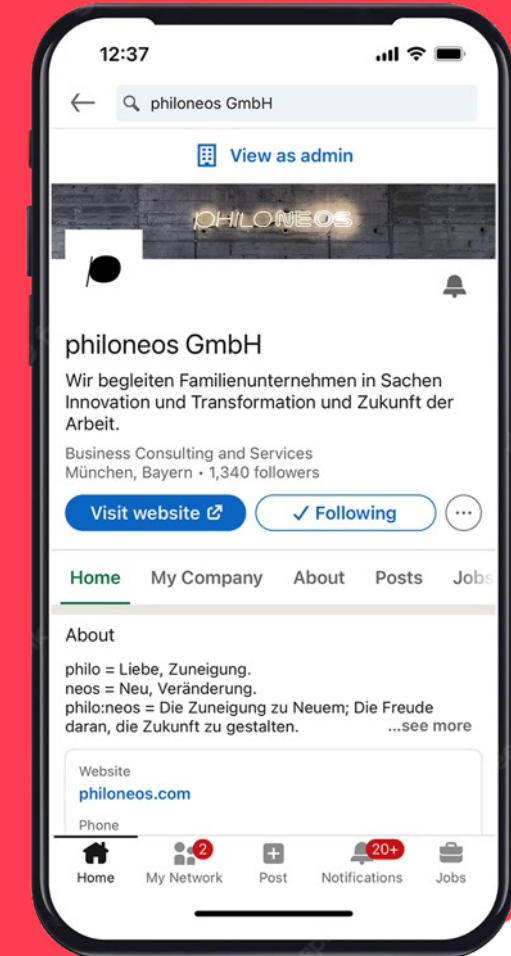 12:37
philoneos GmbH
View as admin
PHILONEOS
philoneos GmbH
Wir begleiten Familienunternehmen in Sachen
Innovation und Transformation und Zukunft der
Arbeit.
Business Consulting and Services
München, Bayern • 1,340 followers
Visit website
✓ Following
Home My Company About Posts Jobs
About
philo = Liebe, Zuneigung.
neos = Neu, Veränderung.
philo:neos = Die Zuneigung zu Neuem; Die Freude
daran, die Zukunft zu gestalten. ...see more
Website
philoneos.com
Phone
2 20+
Home My Network Post Notifications Jobs